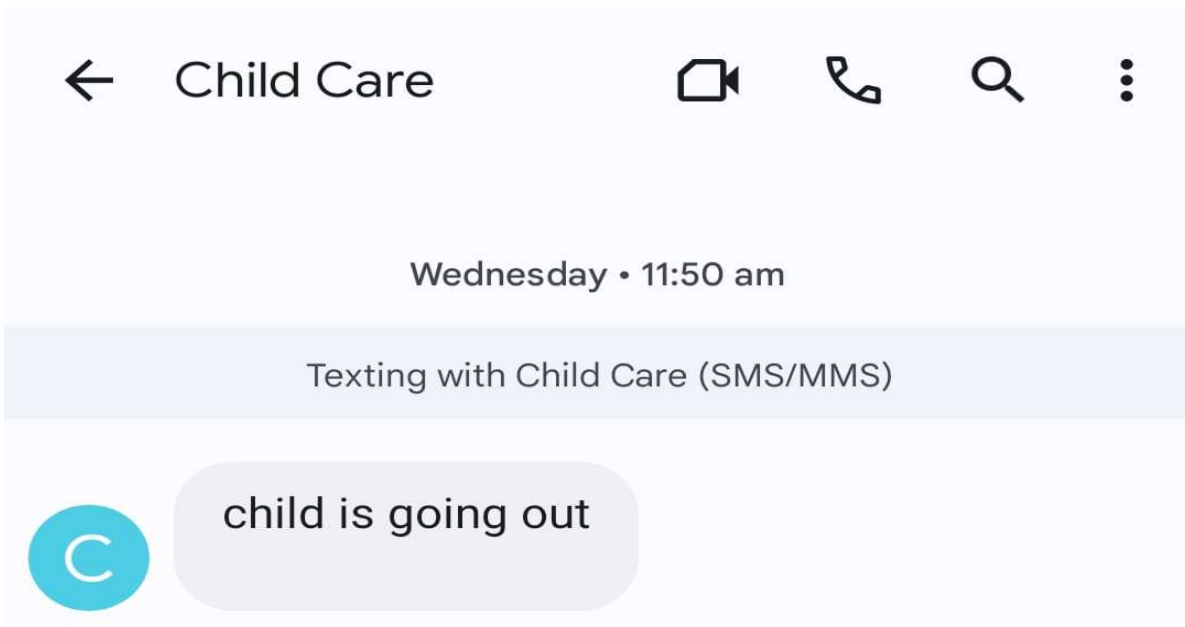 Child Care
Wednesday • 11:50 am
Texting with Child Care (SMS/MMS)
child is going out
C